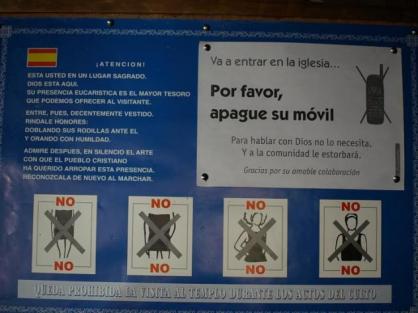 ¡ATENCION!
ESTA USTED EN UN LUGAR SAGRADO.
DIOS ESTA AQUI.
SU PRESENCIA EUCARISTICA ES EL MAYOR TESORO
QUE PODEMOS OFRECER AL VISITANTE.
ENTRE, PUES, DECENTEMENTE VESTIDO.
RINDALE HONORES:
DOBLANDO SUS RODILLAS ANTE EL
Y ORANDO CON HUMILDAD.
ADMIRE DESPUES, EN SILENCIO EL ARTE
CON QUE EL PUEBLO CRISTIANO
HA QUERIDO ARROPAR ESTA PRESENCIA.
RECONOZCALA DE NUEVO AL MARCHAR.
Va a entrar en la iglesia...
Por favor,
apague su móvil
Para hablar con Dios no lo necesita.
Y a la comunidad le estorbará.
Gracias por su amable colaboración
NO
NO
NO
NO
NO
NO
NO
NO
QUEDA PROHIBIDA LA VISITA AL TEMPLO DURANTE LOS ACTOS DEL CULTO